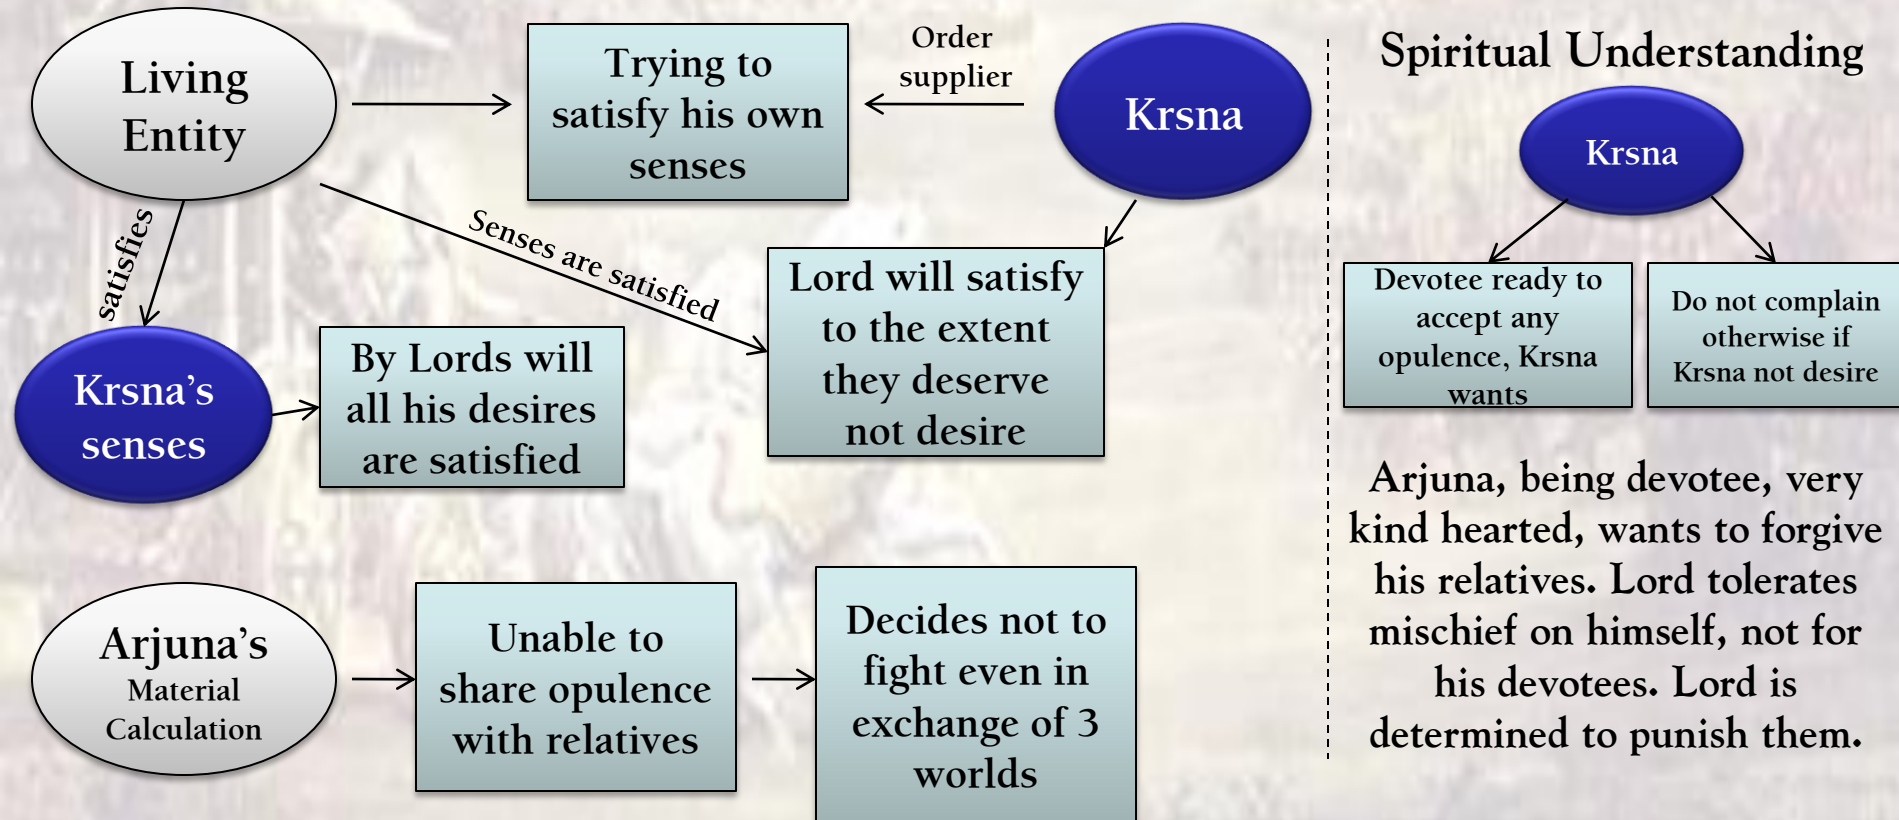 Living
Entity
Trying to
satisfy his own
senses
Order
supplier
Krsna
satisfies
Senses are satisfied
Lord will satisfy
to the extent
they deserve
not desire
Krsna's
senses
By Lords will
all his desires
are satisfied
Arjuna's
Material
Calculation
Unable to
share opulence
with relatives
Decides not to
fight even in
exchange of 3
worlds
Spiritual Understanding
Krsna
Devotee ready to
accept any
opulence, Krsna
wants
Do not complain
otherwise if
Krsna not desire
Arjuna, being devotee, very
kind hearted, wants to forgive
his relatives. Lord tolerates
mischief on himself, not for
his devotees. Lord is
determined to punish them.